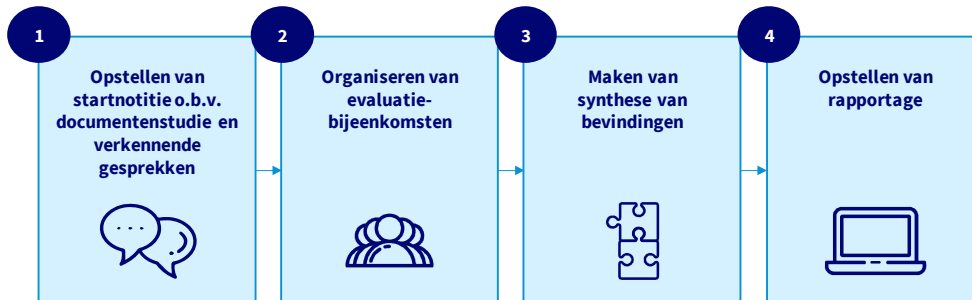 1
Opstellen van
startnotitie o.b.v.
documentenstudie en
verkennende
gesprekken
2
Organiseren van
evaluatie-
bijeenkomsten
3
Maken van
synthese van
bevindingen
4
Opstellen van
rapportage